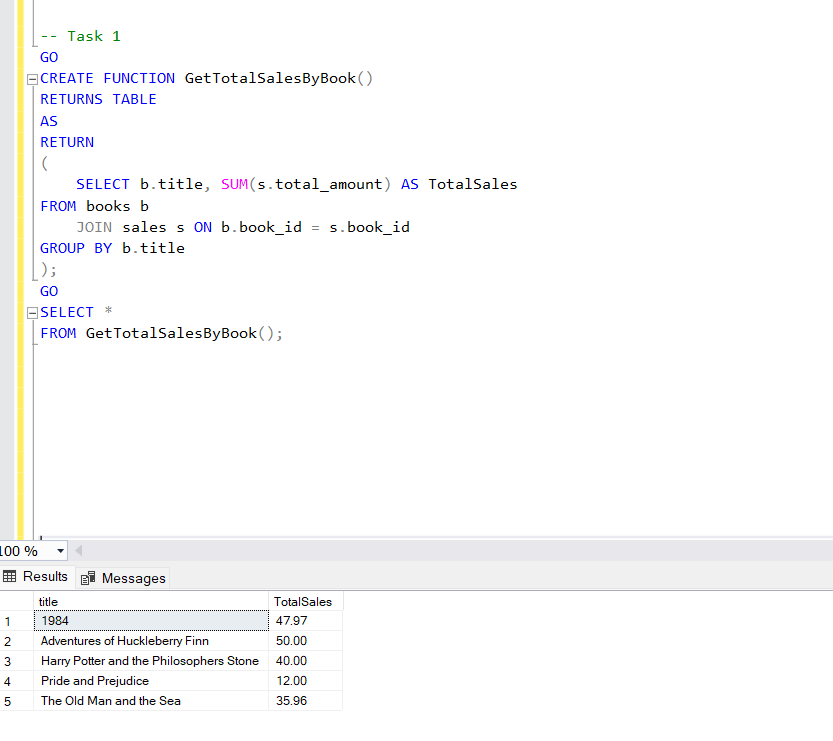 -- Task 1
GO
CREATE FUNCTION GetTotalSalesByBook()
RETURNS TABLE
AS
RETURN
(
SELECT b.title, SUM(s.total_amount) AS TotalSales
FROM books b
JOIN sales s ON b.book_id = s.book_id
GROUP BY b.title
);
GO
SELECT *
FROM GetTotalSalesByBook();
100 %
Results Messages
title TotalSales
1 1984 47.97
2 Adventures of Huckleberry Finn 50.00
3 Harry Potter and the Philosophers Stone 40.00
4 Pride and Prejudice 12.00
5 The Old Man and the Sea 35.96